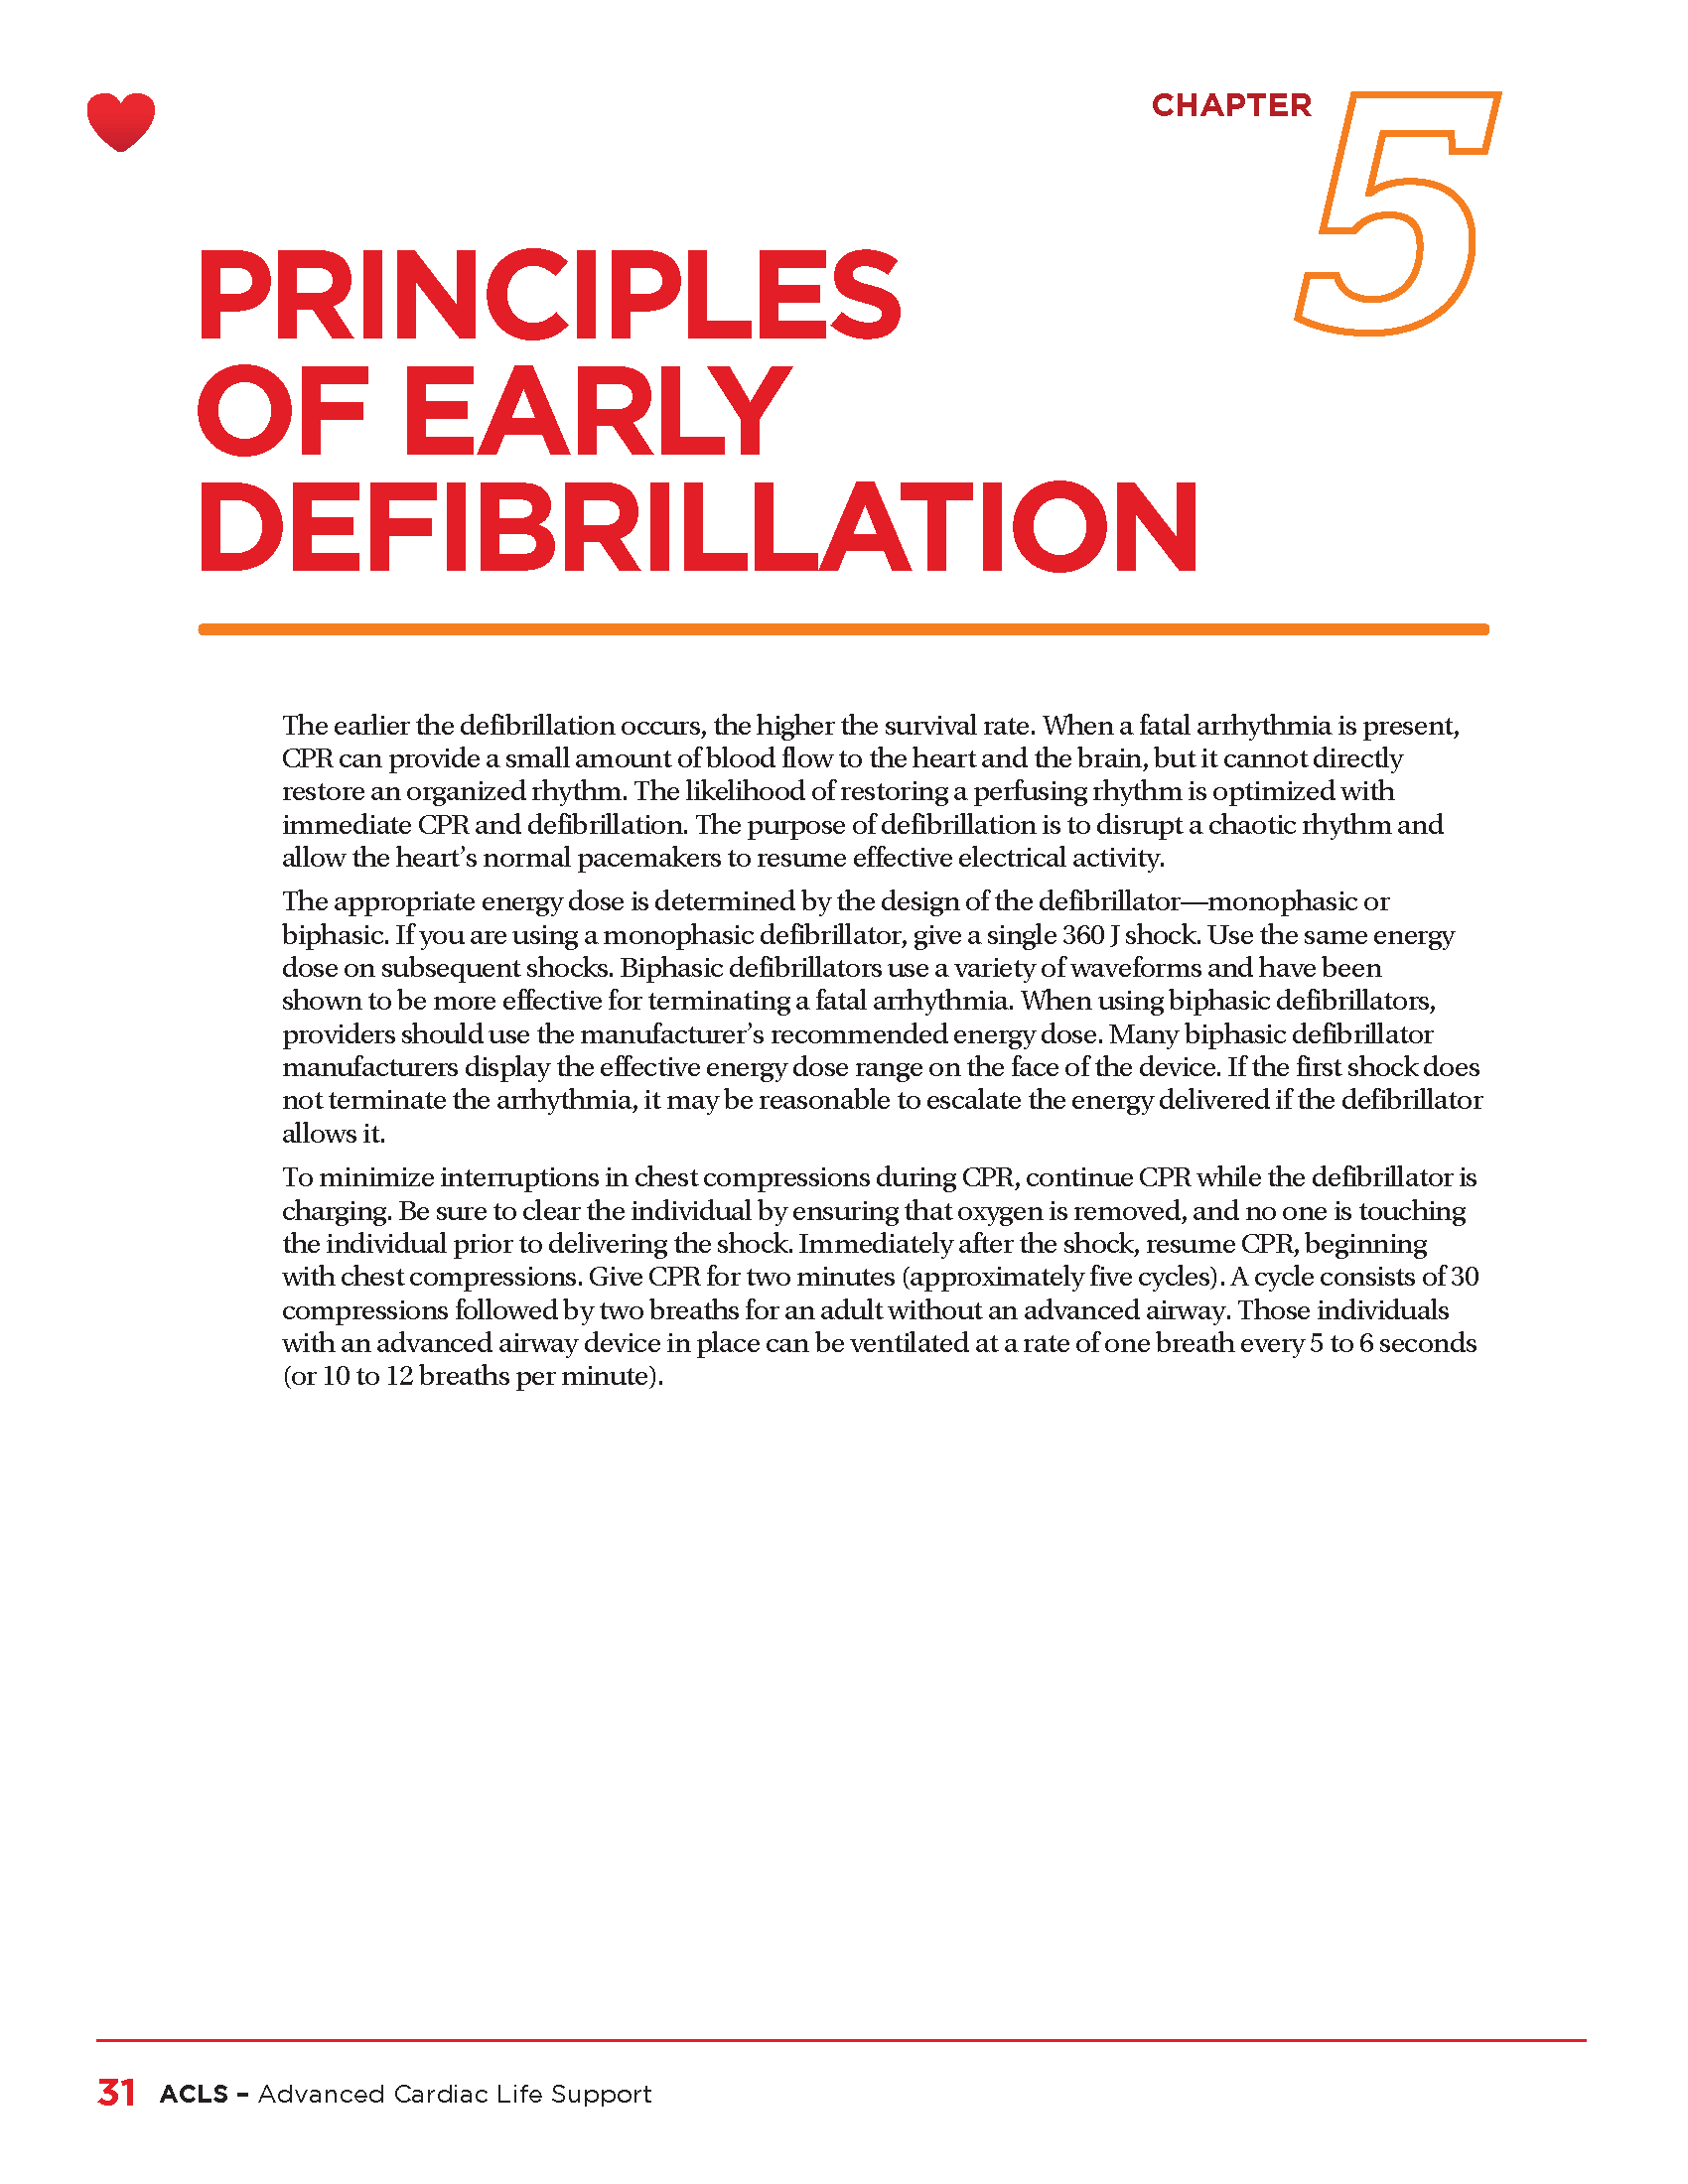 CHAPTER 5
PRINCIPLES
OF EARLY
DEFIBRILLATION
The earlier the defibrillation occurs, the higher the survival rate. When a fatal arrhythmia is present,
CPR can provide a small amount of blood flow to the heart and the brain, but it cannot directly
restore an organized rhythm. The likelihood of restoring a perfusing rhythm is optimized with
immediate CPR and defibrillation. The purpose of defibrillation is to disrupt a chaotic rhythm and
allow the heart’s normal pacemakers to resume effective electrical activity.
The appropriate energy dose is determined by the design of the defibrillator—monophasic or
biphasic. If you are using a monophasic defibrillator, give a single 360 J shock. Use the same energy
dose on subsequent shocks. Biphasic defibrillators use a variety of waveforms and have been
shown to be more effective for terminating a fatal arrhythmia. When using biphasic defibrillators,
providers should use the manufacturer’s recommended energy dose. Many biphasic defibrillator
manufacturers display the effective energy dose range on the face of the device. If the first shock does
not terminate the arrhythmia, it may be reasonable to escalate the energy delivered if the defibrillator
allows it.
To minimize interruptions in chest compressions during CPR, continue CPR while the defibrillator is
charging. Be sure to clear the individual by ensuring that oxygen is removed, and no one is touching
the individual prior to delivering the shock. Immediately after the shock, resume CPR, beginning
with chest compressions. Give CPR for two minutes (approximately five cycles). A cycle consists of 30
compressions followed by two breaths for an adult without an advanced airway. Those individuals
with an advanced airway device in place can be ventilated at a rate of one breath every 5 to 6 seconds
(or 10 to 12 breaths per minute).
31 ACLS – Advanced Cardiac Life Support